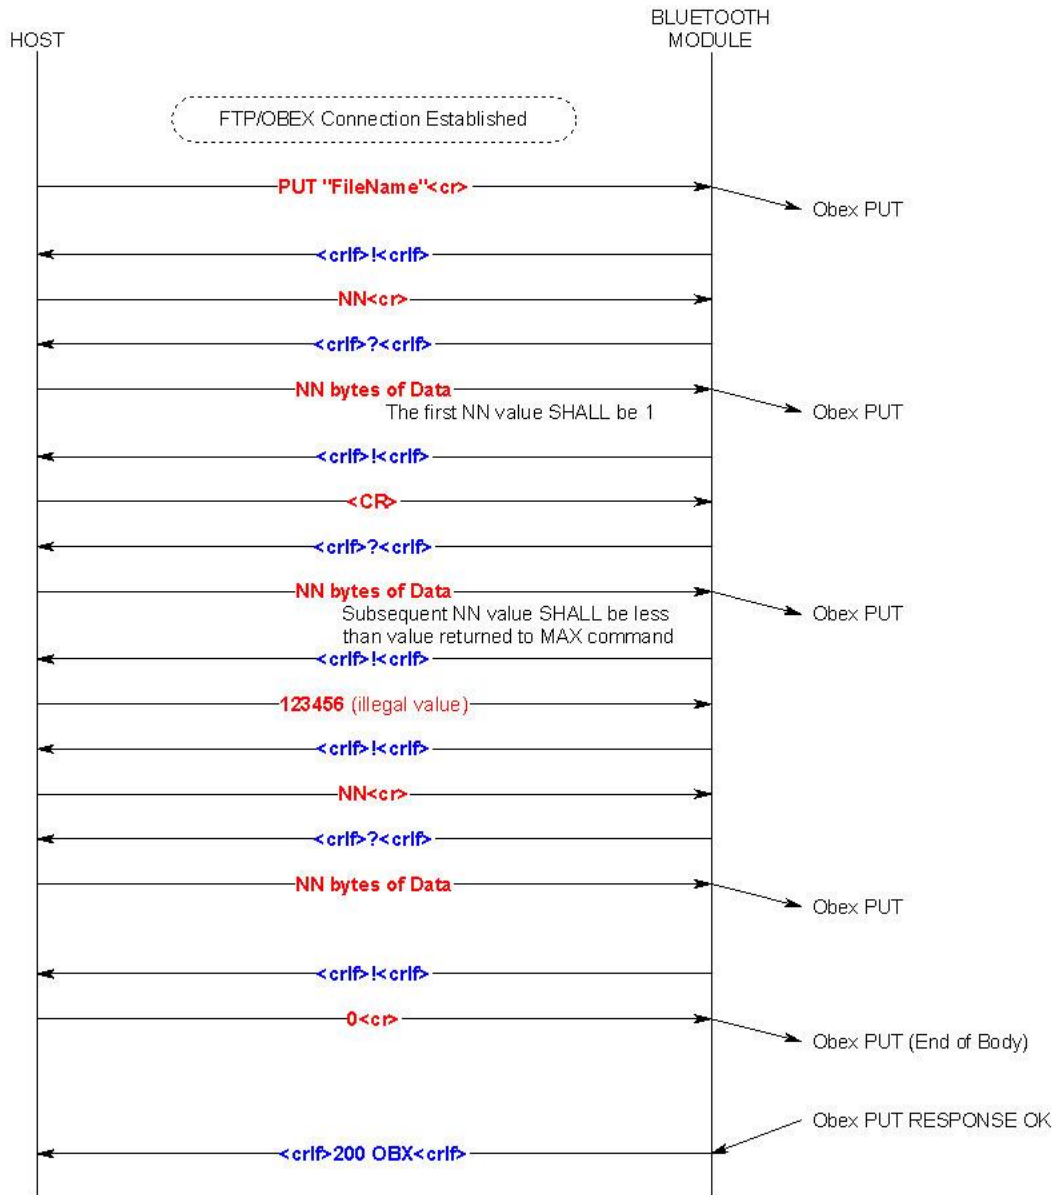 HOST
BLUETOOTH
MODULE
FTP/OBEX Connection Established
PUT "FileName"<cr>
Obex PUT
<crlf>!<crlf>
NN<cr>
<crlf>?<crlf>
NN bytes of Data
The first NN value SHALL be 1
Obex PUT
<crlf>!<crlf>
<CR>
<crlf>?<crlf>
NN bytes of Data
Obex PUT
Subsequent NN value SHALL be less
than value returned to MAX command
<crlf>!<crlf>
123456 (illegal value)
<crlf>!<crlf>
NN<cr>
<crlf>?<crlf>
NN bytes of Data
Obex PUT
<crlf>!<crlf>
0<cr>
Obex PUT (End of Body)
Obex PUT RESPONSE OK
<crlf>200 OBX<crlf>